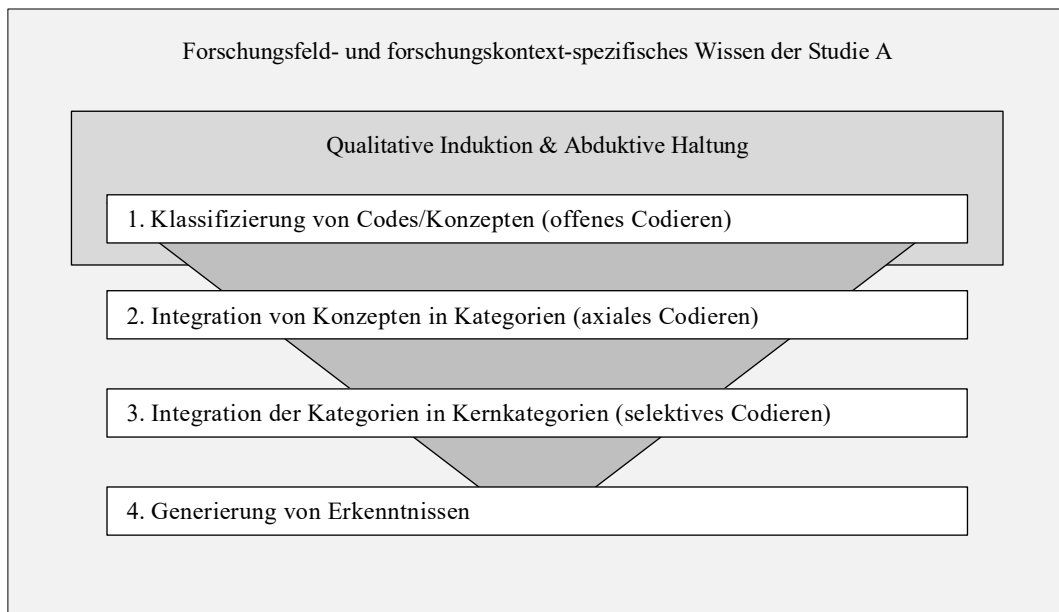 Forschungsfeld- und forschungskontext-spezifisches Wissen der Studie A
Qualitative Induktion & Abduktive Haltung
1. Klassifizierung von Codes/Konzepten (offenes Codieren)
2. Integration von Konzepten in Kategorien (axiales Codieren)
3. Integration der Kategorien in Kernkategorien (selektives Codieren)
4. Generierung von Erkenntnissen